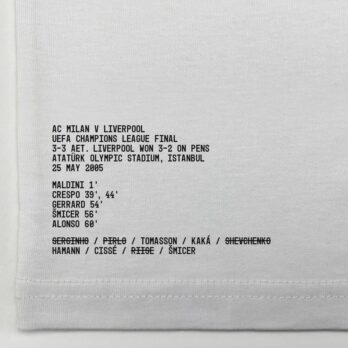 AC MILAN V LIVERPOOL
UEFA CHAMPIONS LEAGUE FINAL
3-3 AET. LIVERPOOL WON 3-2 ON PENS
ATATÜRK OLYMPIC STADIUM, ISTANBUL
25 MAY 2005
MALDINI 1'
CRESPO 39', 44'
GERRARD 54'
ŠMICER 56'
ALONSO 60'
SERGINHO / PIRLO / TOMASSON / KAKÁ / SHEVCHENKO
HAMANN / CISSÉ / RIISE / ŠMICER